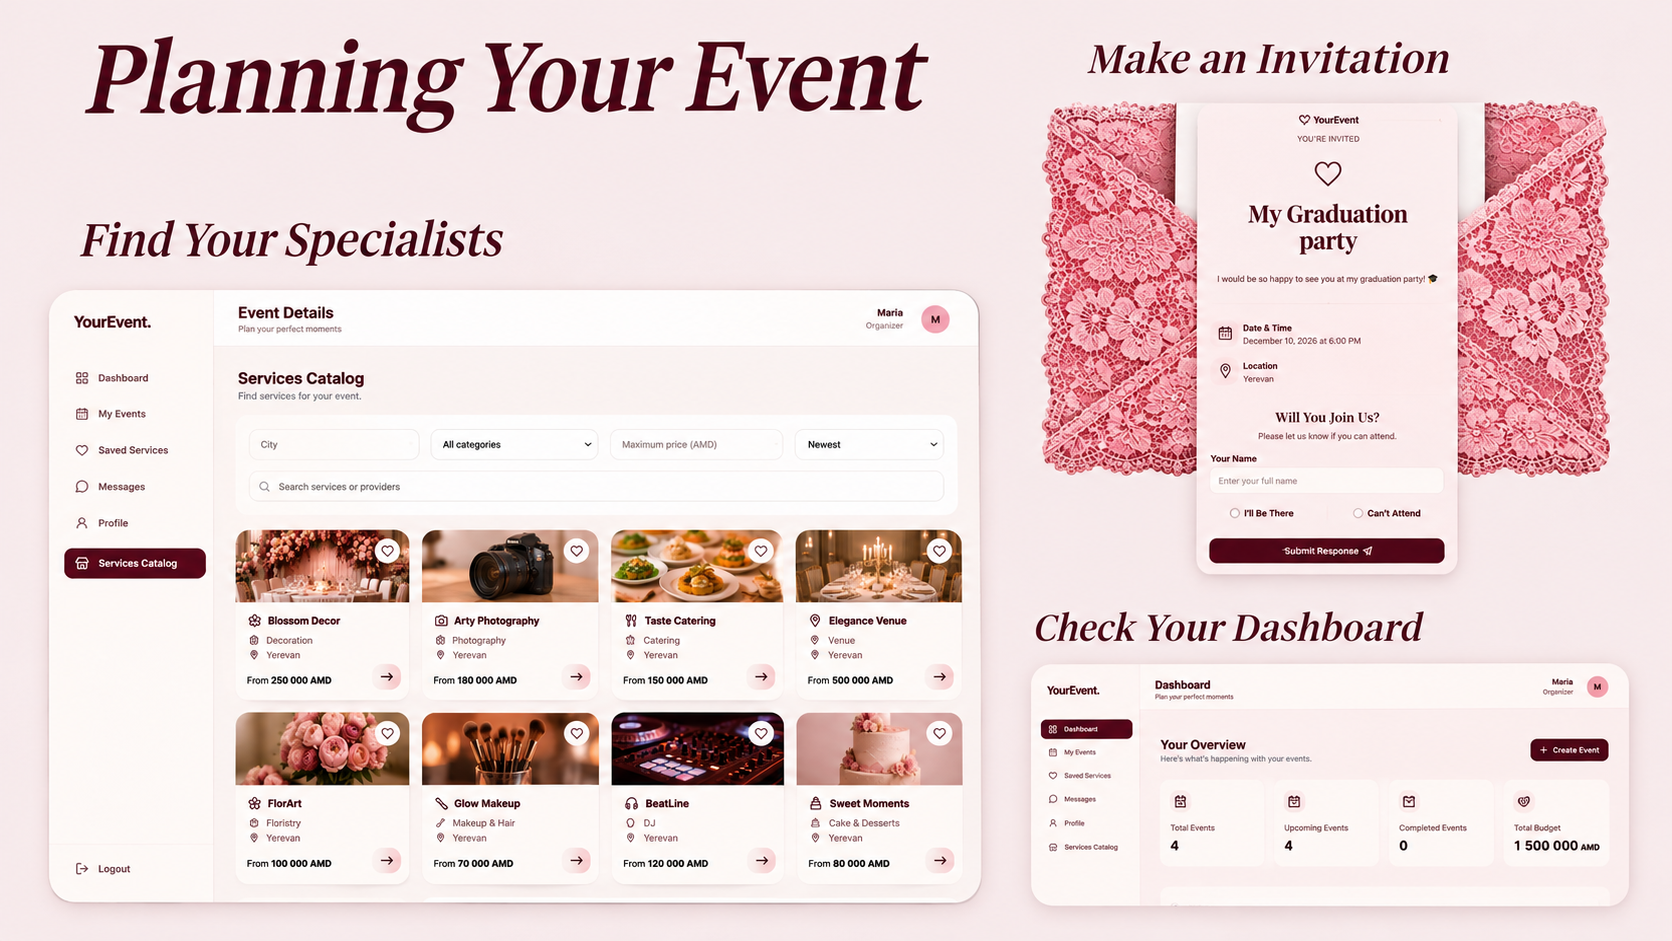 Planning Your Event
Find Your Specialists
YourEvent.
Dashboard
My Events
Saved Services
Messages
Profile
Services Catalog
Logout
Event Details
Plan your perfect moments
Maria
Organizer
M
Services Catalog
Find services for your event.
City
All categories
Maximum price (AMD)
Newest
Search services or providers
Blossom Decor
Decoration
Yerevan
From 250 000 AMD
Arty Photography
Photography
Yerevan
From 180 000 AMD
Taste Catering
Catering
Yerevan
From 150 000 AMD
Elegance Venue
Venue
Yerevan
From 500 000 AMD
FlorArt
Floristry
Yerevan
From 100 000 AMD
Glow Makeup
Makeup & Hair
Yerevan
From 70 000 AMD
BeatLine
DJ
Yerevan
From 120 000 AMD
Sweet Moments
Cake & Desserts
Yerevan
From 80 000 AMD
Make an Invitation
YourEvent
YOU'RE INVITED
My Graduation
party
I would be so happy to see you at my graduation party! 🎓
Date & Time
December 10, 2026 at 6:00 PM
Location
Yerevan
Will You Join Us?
Please let us know if you can attend.
Your Name
Enter your full name
I'll Be There
Can't Attend
Submit Response
Check Your Dashboard
YourEvent.
Dashboard
My Events
Saved Services
Messages
Profile
Services Catalog
Dashboard
Plan your perfect moments
Maria
Organizer
M
Your Overview
Here's what's happening with your events.
+ Create Event
Total Events
4
Upcoming Events
4
Completed Events
0
Total Budget
1 500 000 AMD